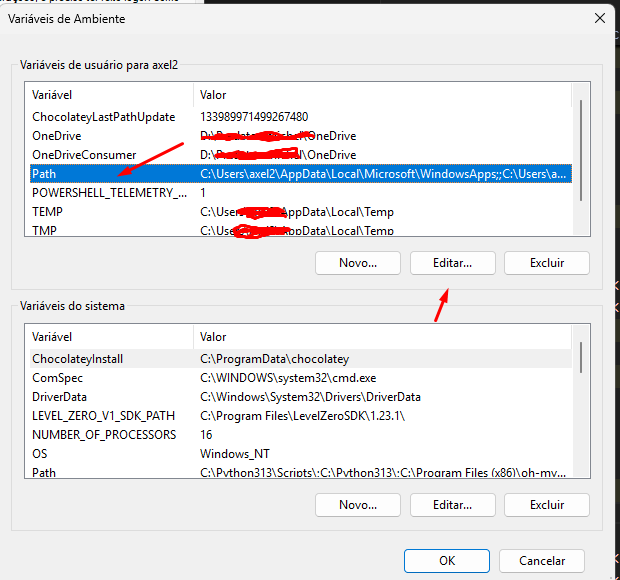 Variáveis de Ambiente
Variáveis de usuário para axel2
Variável Valor
ChocolateyLastPathUpdate 133989971499267480
OneDrive D:\ OneDrive
OneDriveConsumer D:\ \OneDrive
Path C:\Users\axel2\AppData\Local\Microsoft\WindowsApps;;C:\Users\a...
POWERSHELL_TELEMETRY_... 1
TEMP C:\Users AppData\Local\Temp
TMP C:\Users AppData\Local\Temp
Novo... Editar... Excluir
Variáveis do sistema
Variável Valor
ChocolateyInstall C:\ProgramData\chocolatey
ComSpec C:\WINDOWS\system32\cmd.exe
DriverData C:\Windows\System32\Drivers\DriverData
LEVEL_ZERO_V1_SDK_PATH C:\Program Files\LevelZeroSDK\1.23.1\
NUMBER_OF_PROCESSORS 16
OS Windows_NT
Path C:\Python313\Scripts\;C:\Python313\;C:\Program Files (x86)\oh-my...
Novo... Editar... Excluir
OK Cancelar